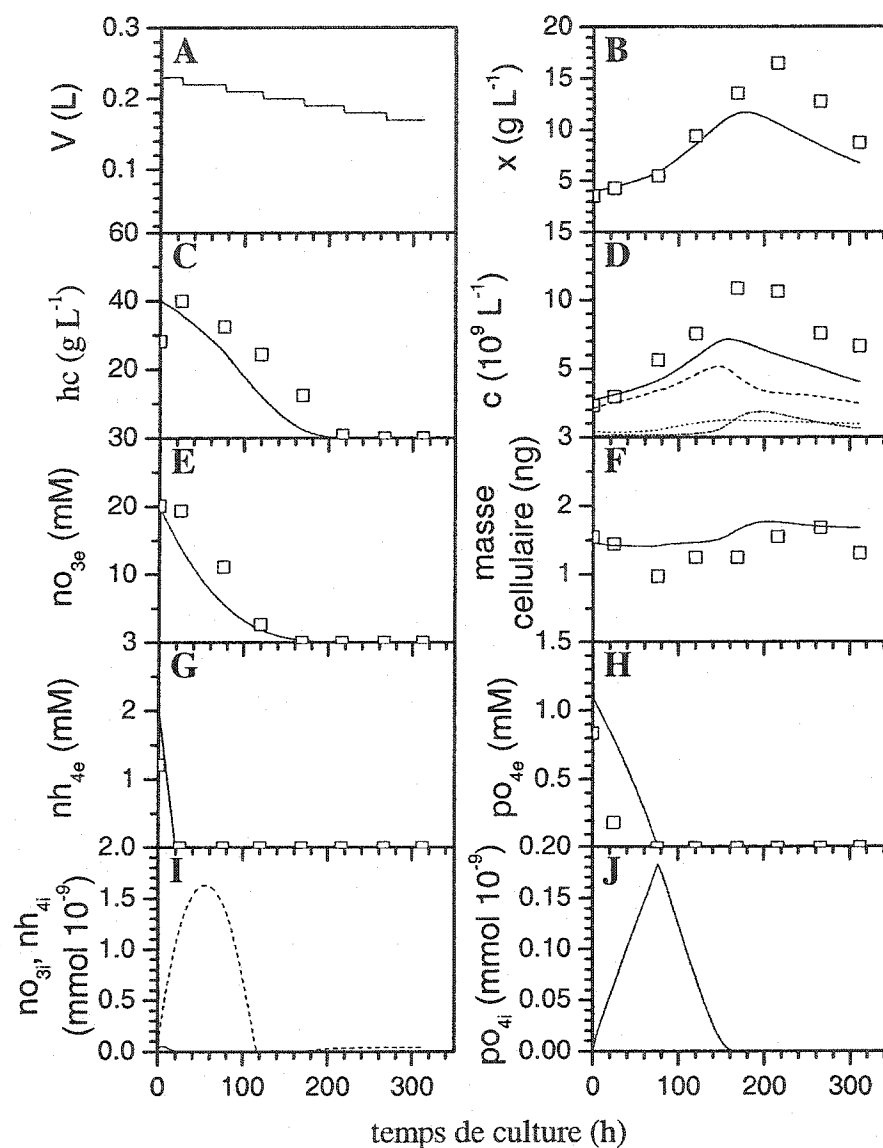 A
V (L)
0.3
0.2
0.1
B
x (g L⁻¹)
20
15
10
5
C
hc (g L⁻¹)
60
40
20
D
c (10⁹ L⁻¹)
15
10
5
E
no₃ₑ (mM)
30
20
10
F
masse
cellulaire (ng)
3
2
1
G
nh₄ₑ (mM)
3
2
1
H
po₄ₑ (mM)
1.5
1.0
0.5
I
no₃ᵢ, nh₄ᵢ
(mmol 10⁻⁹)
2.0
1.5
1.0
0.5
0.0
J
po₄ᵢ (mmol 10⁻⁹)
0.20
0.15
0.10
0.05
0.00
0 100 200 300
0 100 200 300
temps de culture (h)